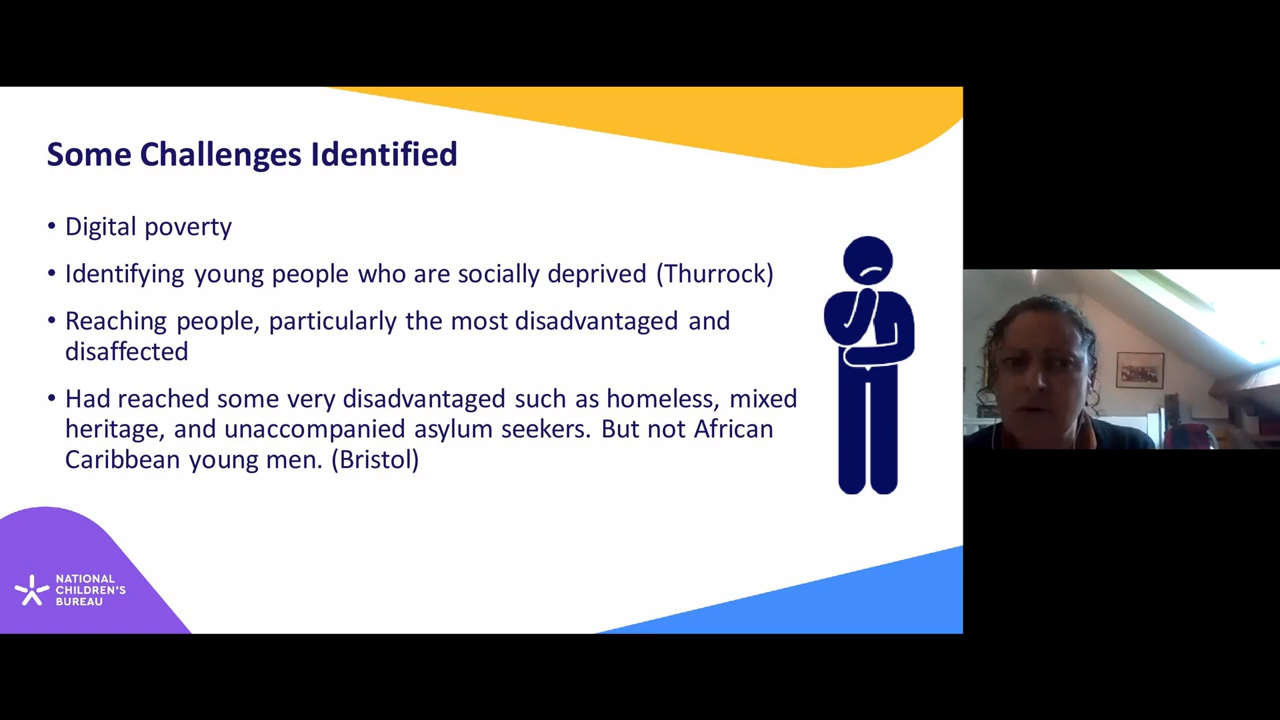 Some Challenges Identified
• Digital poverty
• Identifying young people who are socially deprived (Thurrock)
• Reaching people, particularly the most disadvantaged and
disaffected
• Had reached some very disadvantaged such as homeless, mixed
heritage, and unaccompanied asylum seekers. But not African
Caribbean young men. (Bristol)
NATIONAL
CHILDREN'S
BUREAU